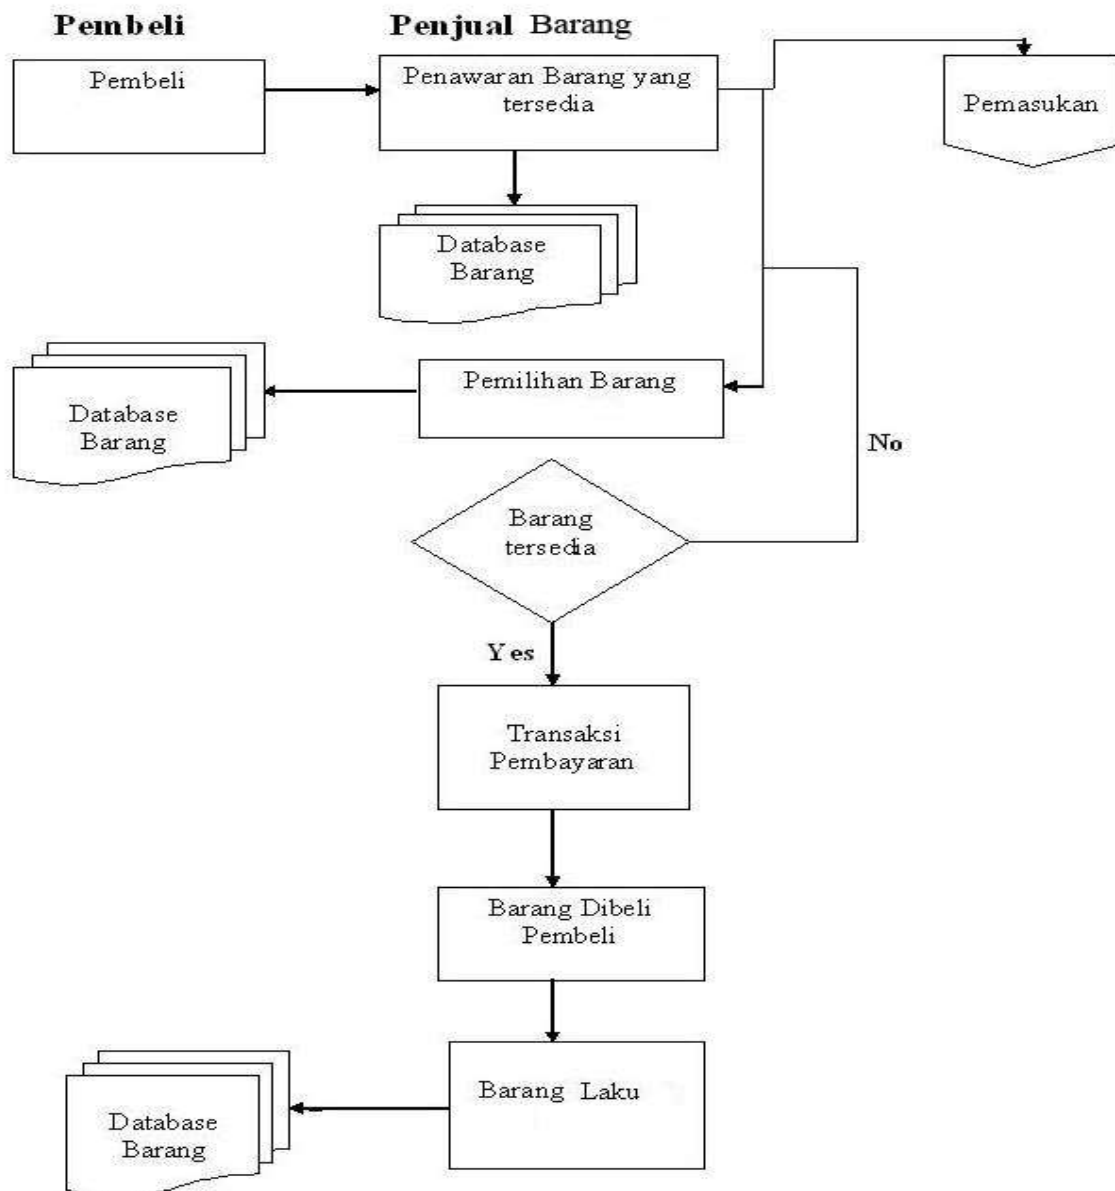 Pembeli
Penjual Barang
Pembeli
Penawaran Barang yang
tersedia
Pemasukan
Database
Barang
Pemilihan Barang
Database
Barang
No
Barang
tersedia
Yes
Transaksi
Pembayaran
Barang Dibeli
Pembeli
Barang Laku
Database
Barang